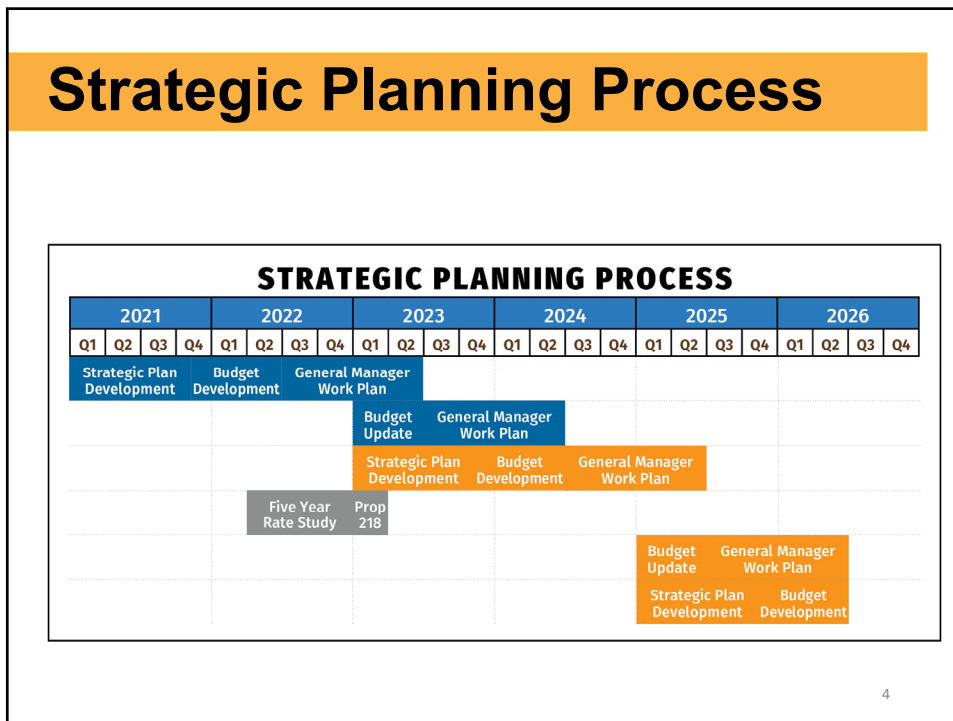 Strategic Planning Process
STRATEGIC PLANNING PROCESS
2021 2022 2023 2024 2025 2026
Q1 Q2 Q3 Q4 Q1 Q2 Q3 Q4 Q1 Q2 Q3 Q4 Q1 Q2 Q3 Q4 Q1 Q2 Q3 Q4 Q1 Q2 Q3 Q4
Strategic Plan Budget General Manager
Development Development Work Plan
Budget General Manager
Update Work Plan
Strategic Plan Budget General Manager
Development Development Work Plan
Five Year Prop
Rate Study 218
Budget General Manager
Update Work Plan
Strategic Plan Budget
Development Development
4